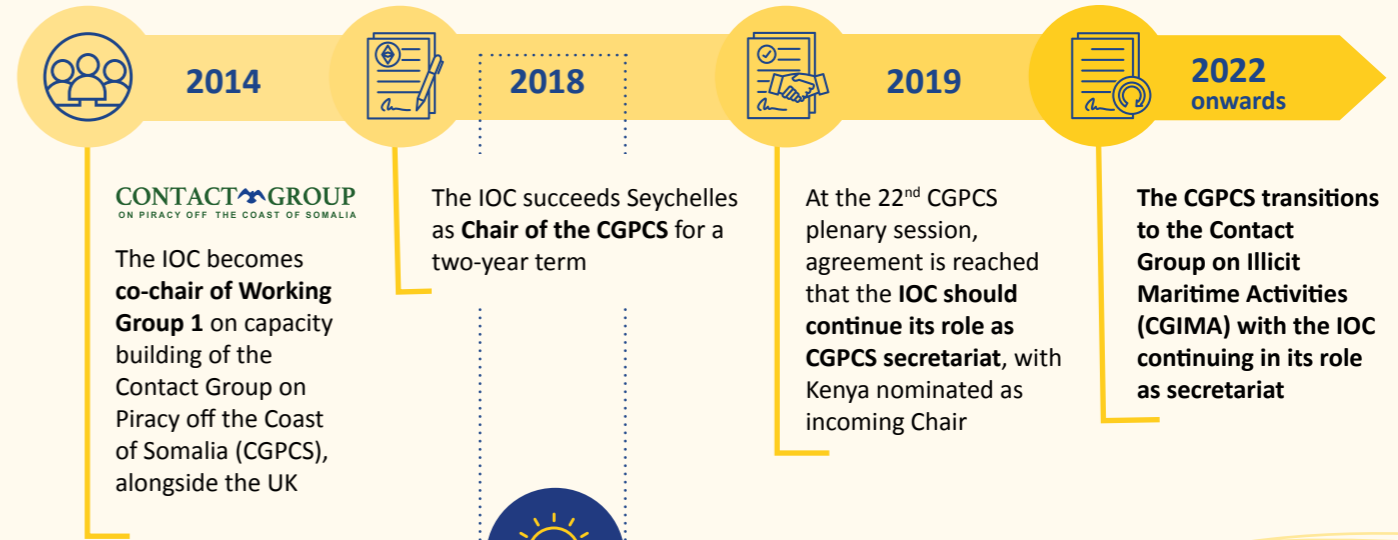 2014
CONTACT GROUP
ON PIRACY OFF THE COAST OF SOMALIA
The IOC becomes
co-chair of Working
Group 1 on capacity
building of the
Contact Group on
Piracy off the Coast
of Somalia (CGPCS),
alongside the UK
2018
The IOC succeeds Seychelles
as Chair of the CGPCS for a
two-year term
2019
At the 22nd CGPCS
plenary session,
agreement is reached
that the IOC should
continue its role as
CGPCS secretariat, with
Kenya nominated as
incoming Chair
2022
onwards
The CGPCS transitions
to the Contact
Group on Illicit
Maritime Activities
(CGIMA) with the IOC
continuing in its role
as secretariat